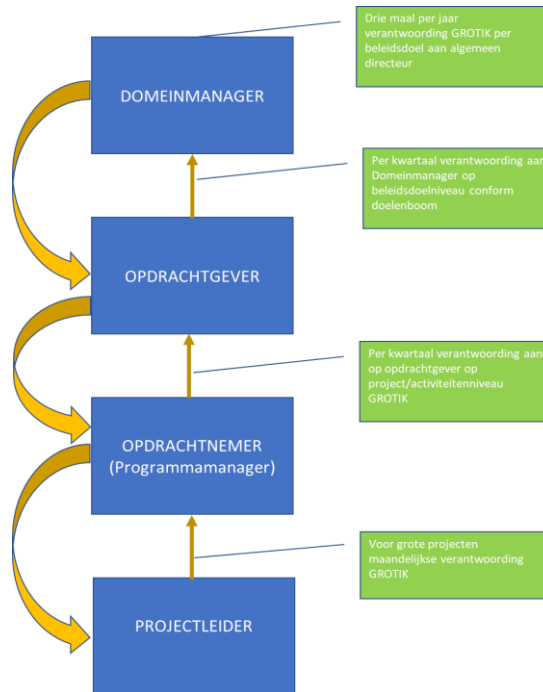 Drie maal per jaar
verantwoording GROTIK per
beleidsdoel aan algemeen
directeur
DOMEINMANAGER
Per kwartaal verantwoording aan
Domeinmanager op
beleidsdoelniveau conform
doelenboom
OPDRACHTGEVER
Per kwartaal verantwoording aan
op opdrachtgever op
project/activiteitenniveau
GROTIK
OPDRACHTNEMER
(Programmamanager)
Voor grote projecten
maandelijkse verantwoording
GROTIK
PROJECTLEIDER